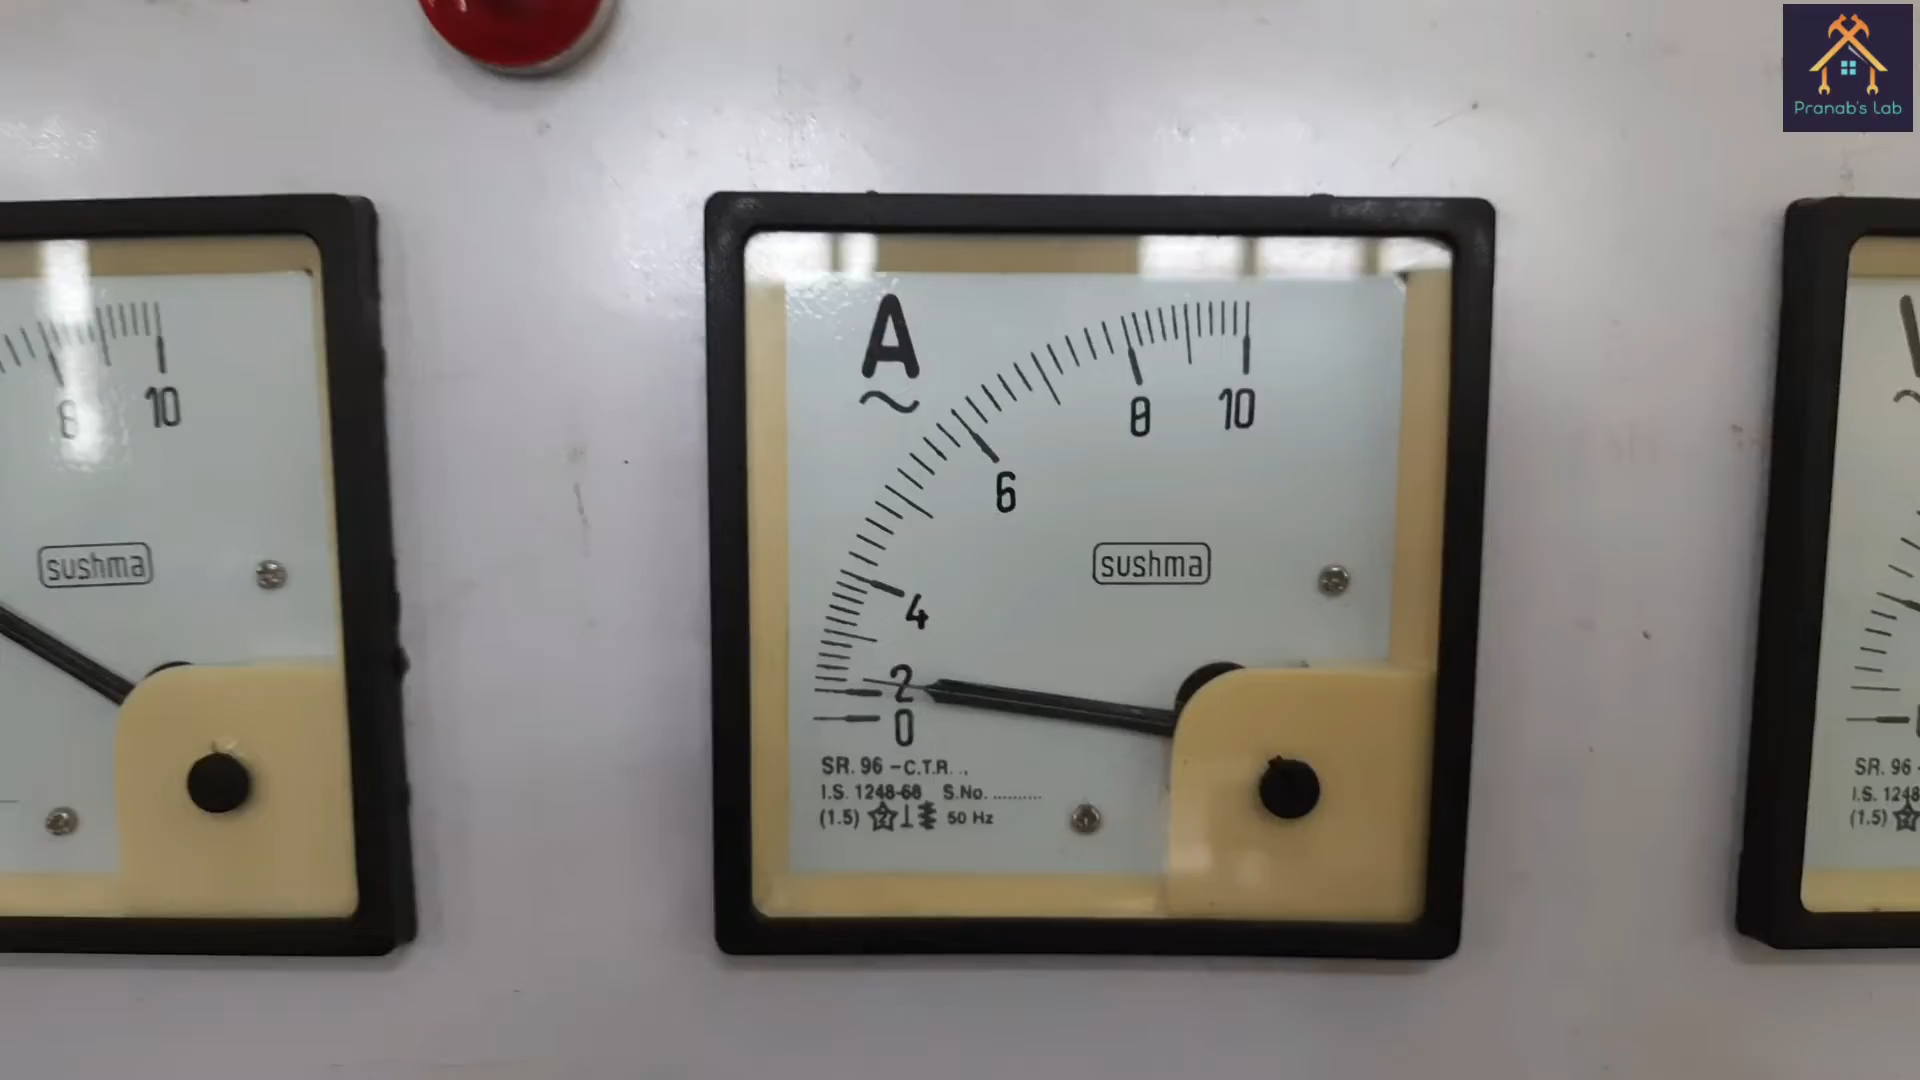 Pranab's Lab
8 10
sushma
A
0 2 4 6 8 10
sushma
SR. 96 -C.T.R. ..
I.S. 1248-68 S.No. ..........
(1.5) 2 50 Hz
SR. 96
I.S. 1248
(1.5)